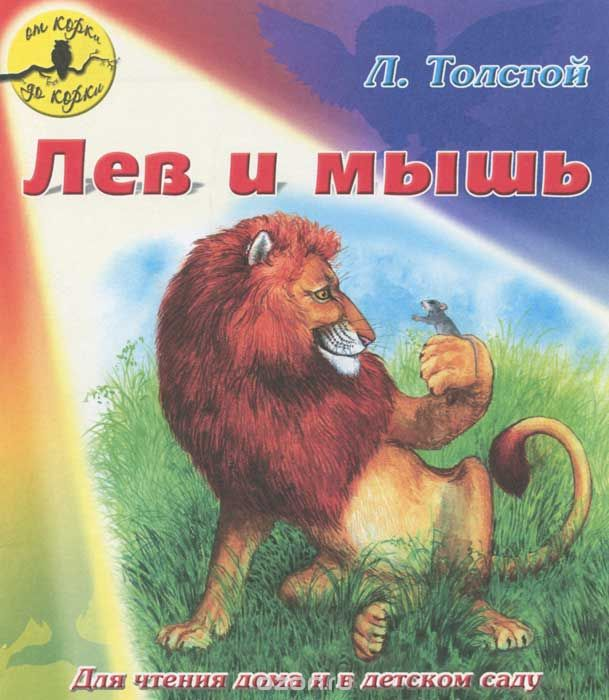 от корки
до корки
Л. Толстой
Лев и мышь
Для чтения дома и в детском саду